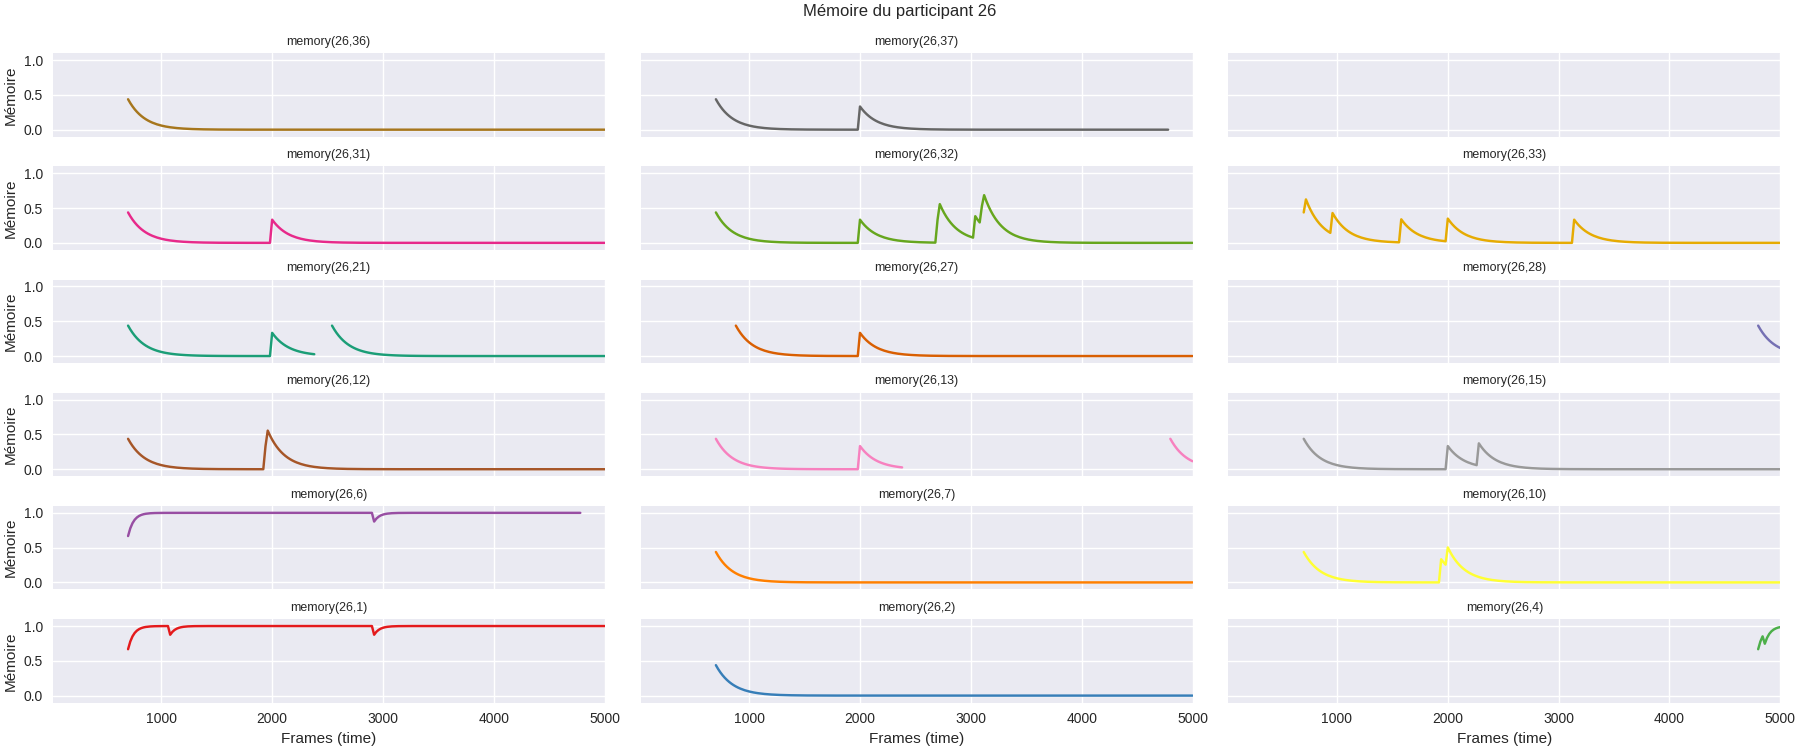 Mémoire du participant 26
memory(26,36)
memory(26,37)
Mémoire
1.0
0.5
0.0
memory(26,31)
memory(26,32)
memory(26,33)
Mémoire
1.0
0.5
0.0
memory(26,21)
memory(26,27)
memory(26,28)
Mémoire
1.0
0.5
0.0
memory(26,12)
memory(26,13)
memory(26,15)
Mémoire
1.0
0.5
0.0
memory(26,6)
memory(26,7)
memory(26,10)
Mémoire
1.0
0.5
0.0
memory(26,1)
memory(26,2)
memory(26,4)
Mémoire
1.0
0.5
0.0
1000 2000 3000 4000 5000
1000 2000 3000 4000 5000
1000 2000 3000 4000 5000
Frames (time)
Frames (time)
Frames (time)